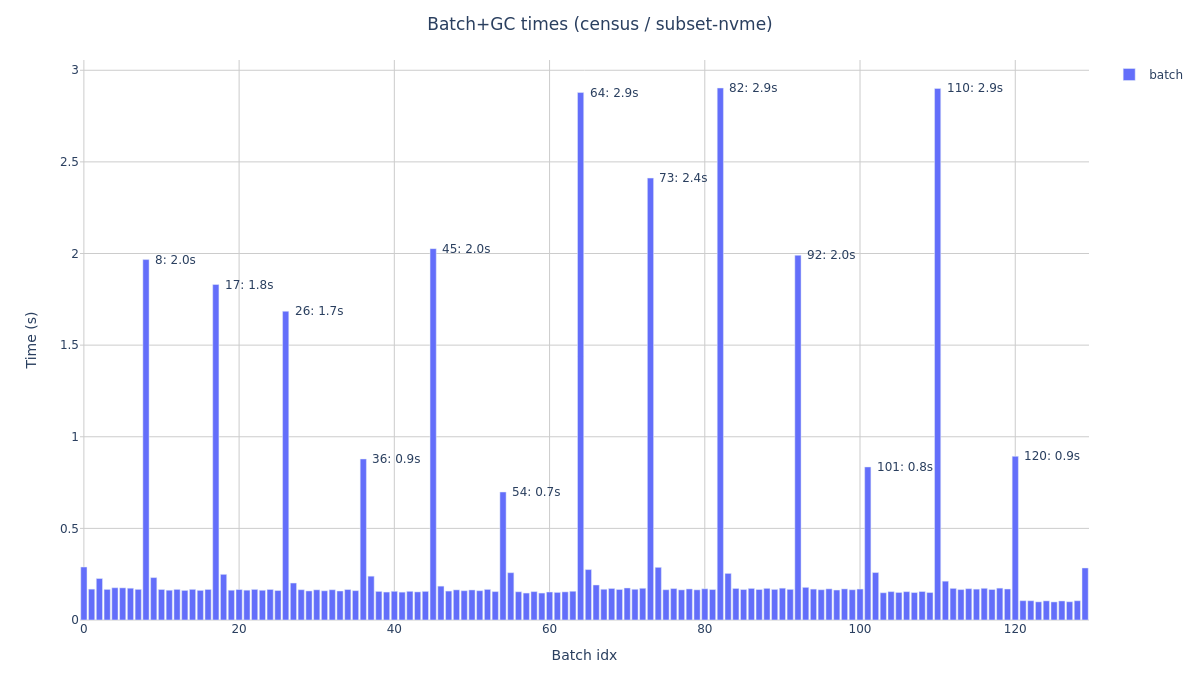 Batch+GC times (census / subset-nvme)
batch
Time (s)
3
2.5
2
1.5
1
0.5
0
8: 2.0s
17: 1.8s
26: 1.7s
36: 0.9s
45: 2.0s
54: 0.7s
64: 2.9s
73: 2.4s
82: 2.9s
92: 2.0s
101: 0.8s
110: 2.9s
120: 0.9s
0 20 40 60 80 100 120
Batch idx